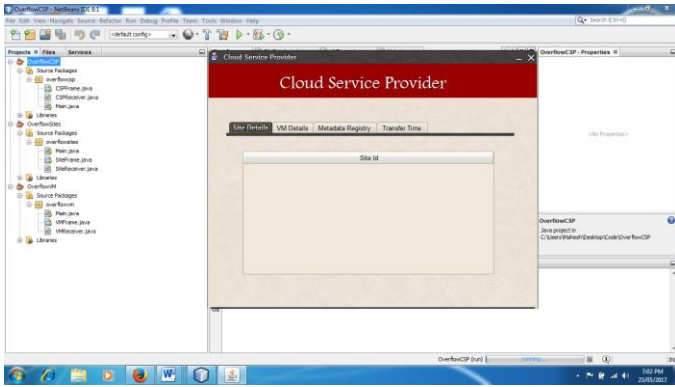 OverflowCSP - NetBeans IDE 8.1
File Edit View Navigate Source Refactor Run Debug Profile Team Tools Window Help
Search (Ctrl+I)
<default config>
Projects Files Services
OverflowCSP
Source Packages
overflowcsp
CSPFrame.java
CSPReceiver.java
Main.java
Libraries
OverflowSites
Source Packages
overflowsites
Main.java
SiteFrame.java
SiteReceiver.java
Libraries
OverflowVM
Source Packages
overflowvm
Main.java
VMFrame.java
VMReceiver.java
Libraries
Cloud Service Provider
Cloud Service Provider
Site Details VM Details Metadata Registry Transfer Time
Site Id
OverflowCSP - Properties
<No Properties>
OverflowCSP
Java project in
C:\Users\Mahesh\Desktop\Code\OverflowCSP
OverflowCSP (run) running...
7:02 PM
23/05/2017